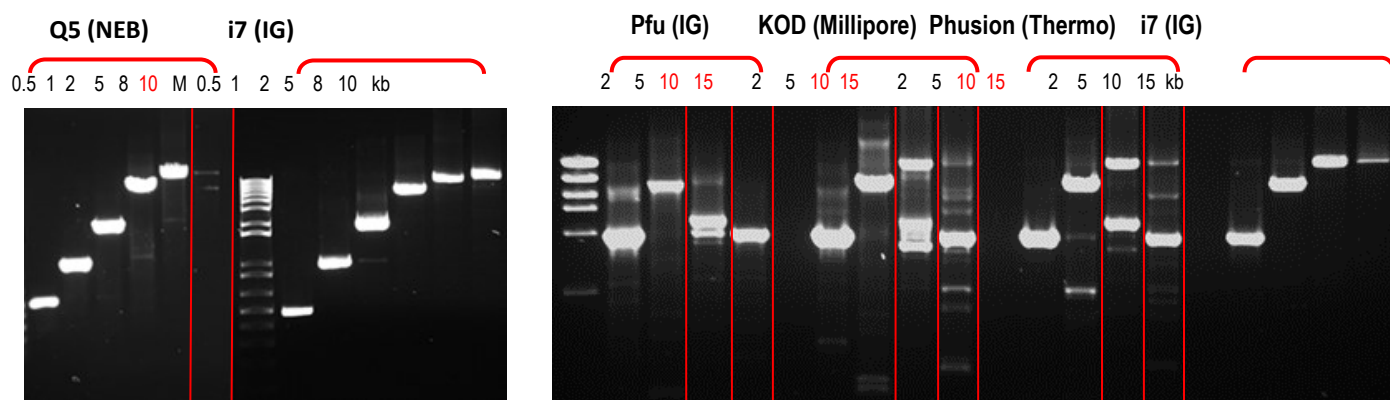 Q5 (NEB) i7 (IG)
0.5 1 2 5 8 10 M 0.5 1 2 5 8 10 kb
Pfu (IG) KOD (Millipore) Phusion (Thermo) i7 (IG)
2 5 10 15 2 5 10 15 2 5 10 15 2 5 10 15 kb